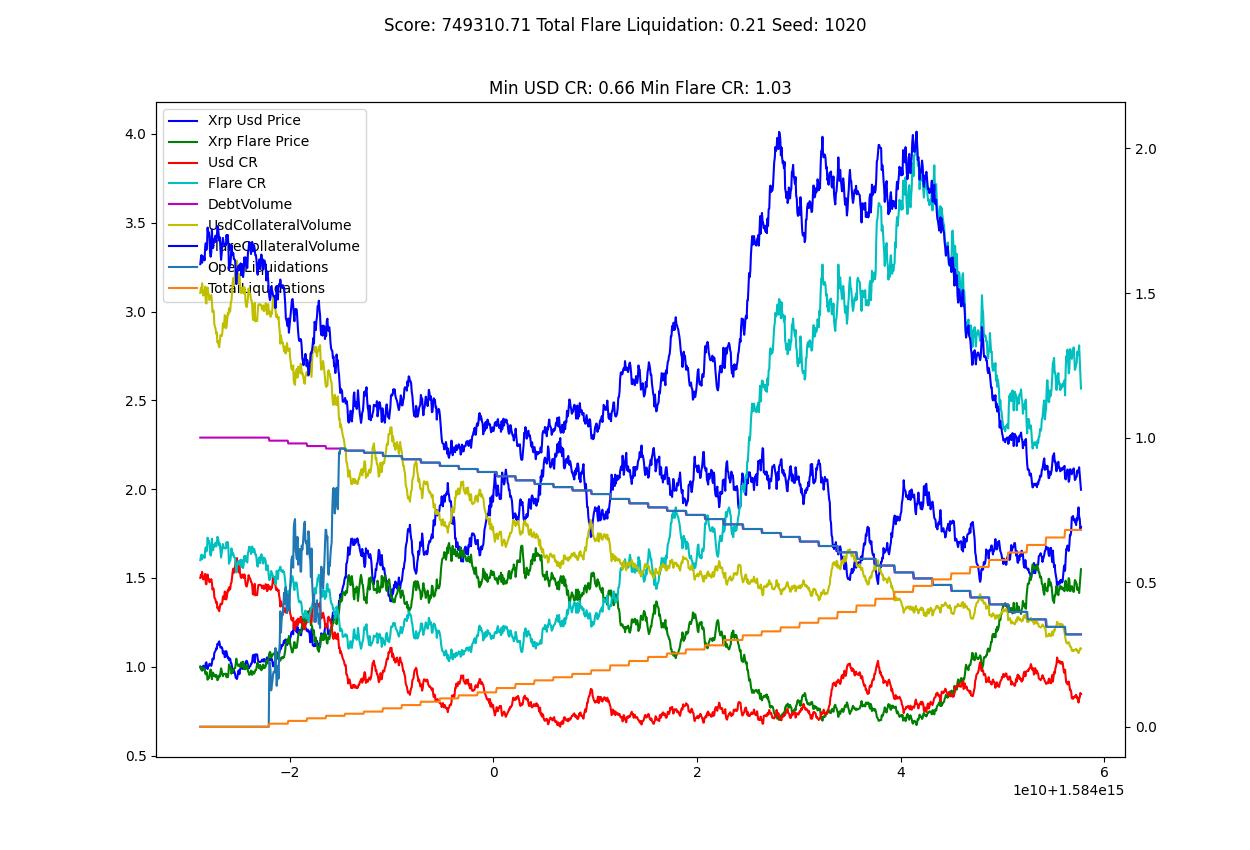 Score: 749310.71 Total Flare Liquidation: 0.21 Seed: 1020
Min USD CR: 0.66 Min Flare CR: 1.03
Xrp Usd Price
Xrp Flare Price
Usd CR
Flare CR
DebtVolume
UsdCollateralVolume
FlareCollateralVolume
OpenLiquidations
TotalLiquidations
4.0
3.5
3.0
2.5
2.0
1.5
1.0
0.5
2.0
1.5
1.0
0.5
0.0
−2
0
2
4
6
1e10+1.584e15